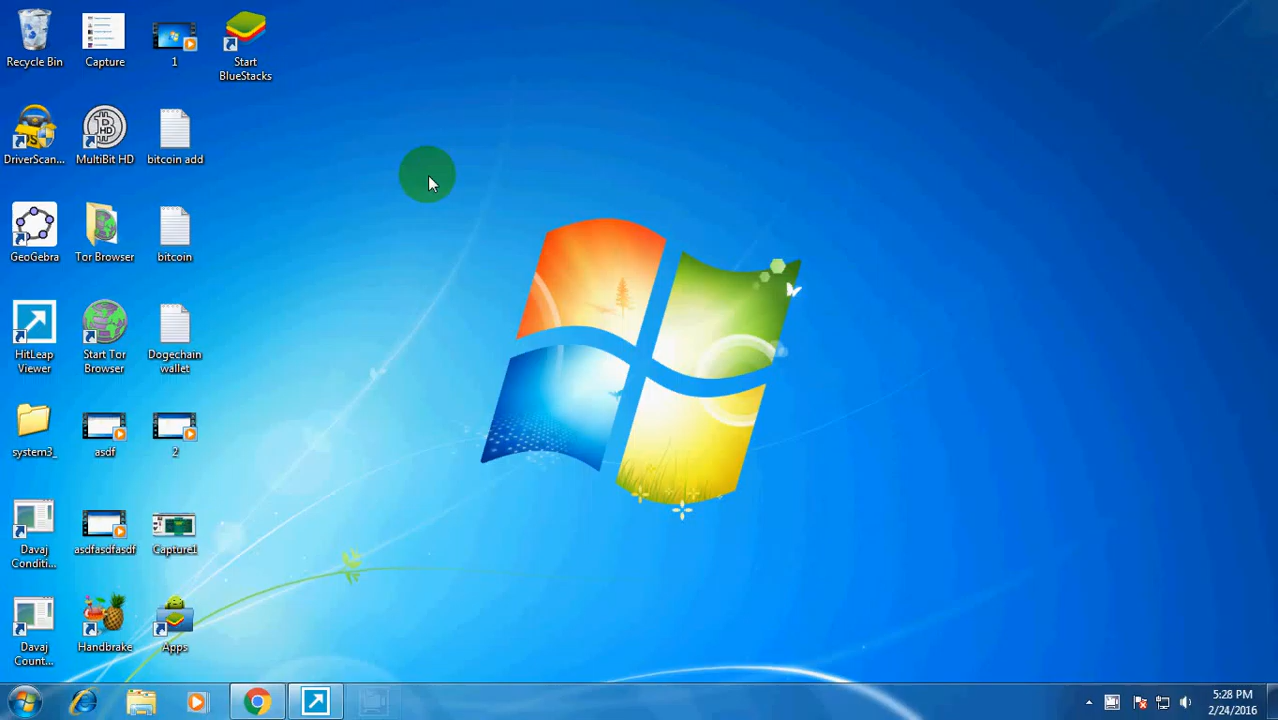 Recycle Bin
Capture
1
Start
BlueStacks
DriverScan...
MultiBit HD
bitcoin add
GeoGebra
Tor Browser
bitcoin
HitLeap
Viewer
Start Tor
Browser
Dogechain
wallet
system3_
asdf
2
Davaj
Conditi...
asdfasdfasdf
Capture1
Davaj
Count...
Handbrake
Apps
5:28 PM
2/24/2016